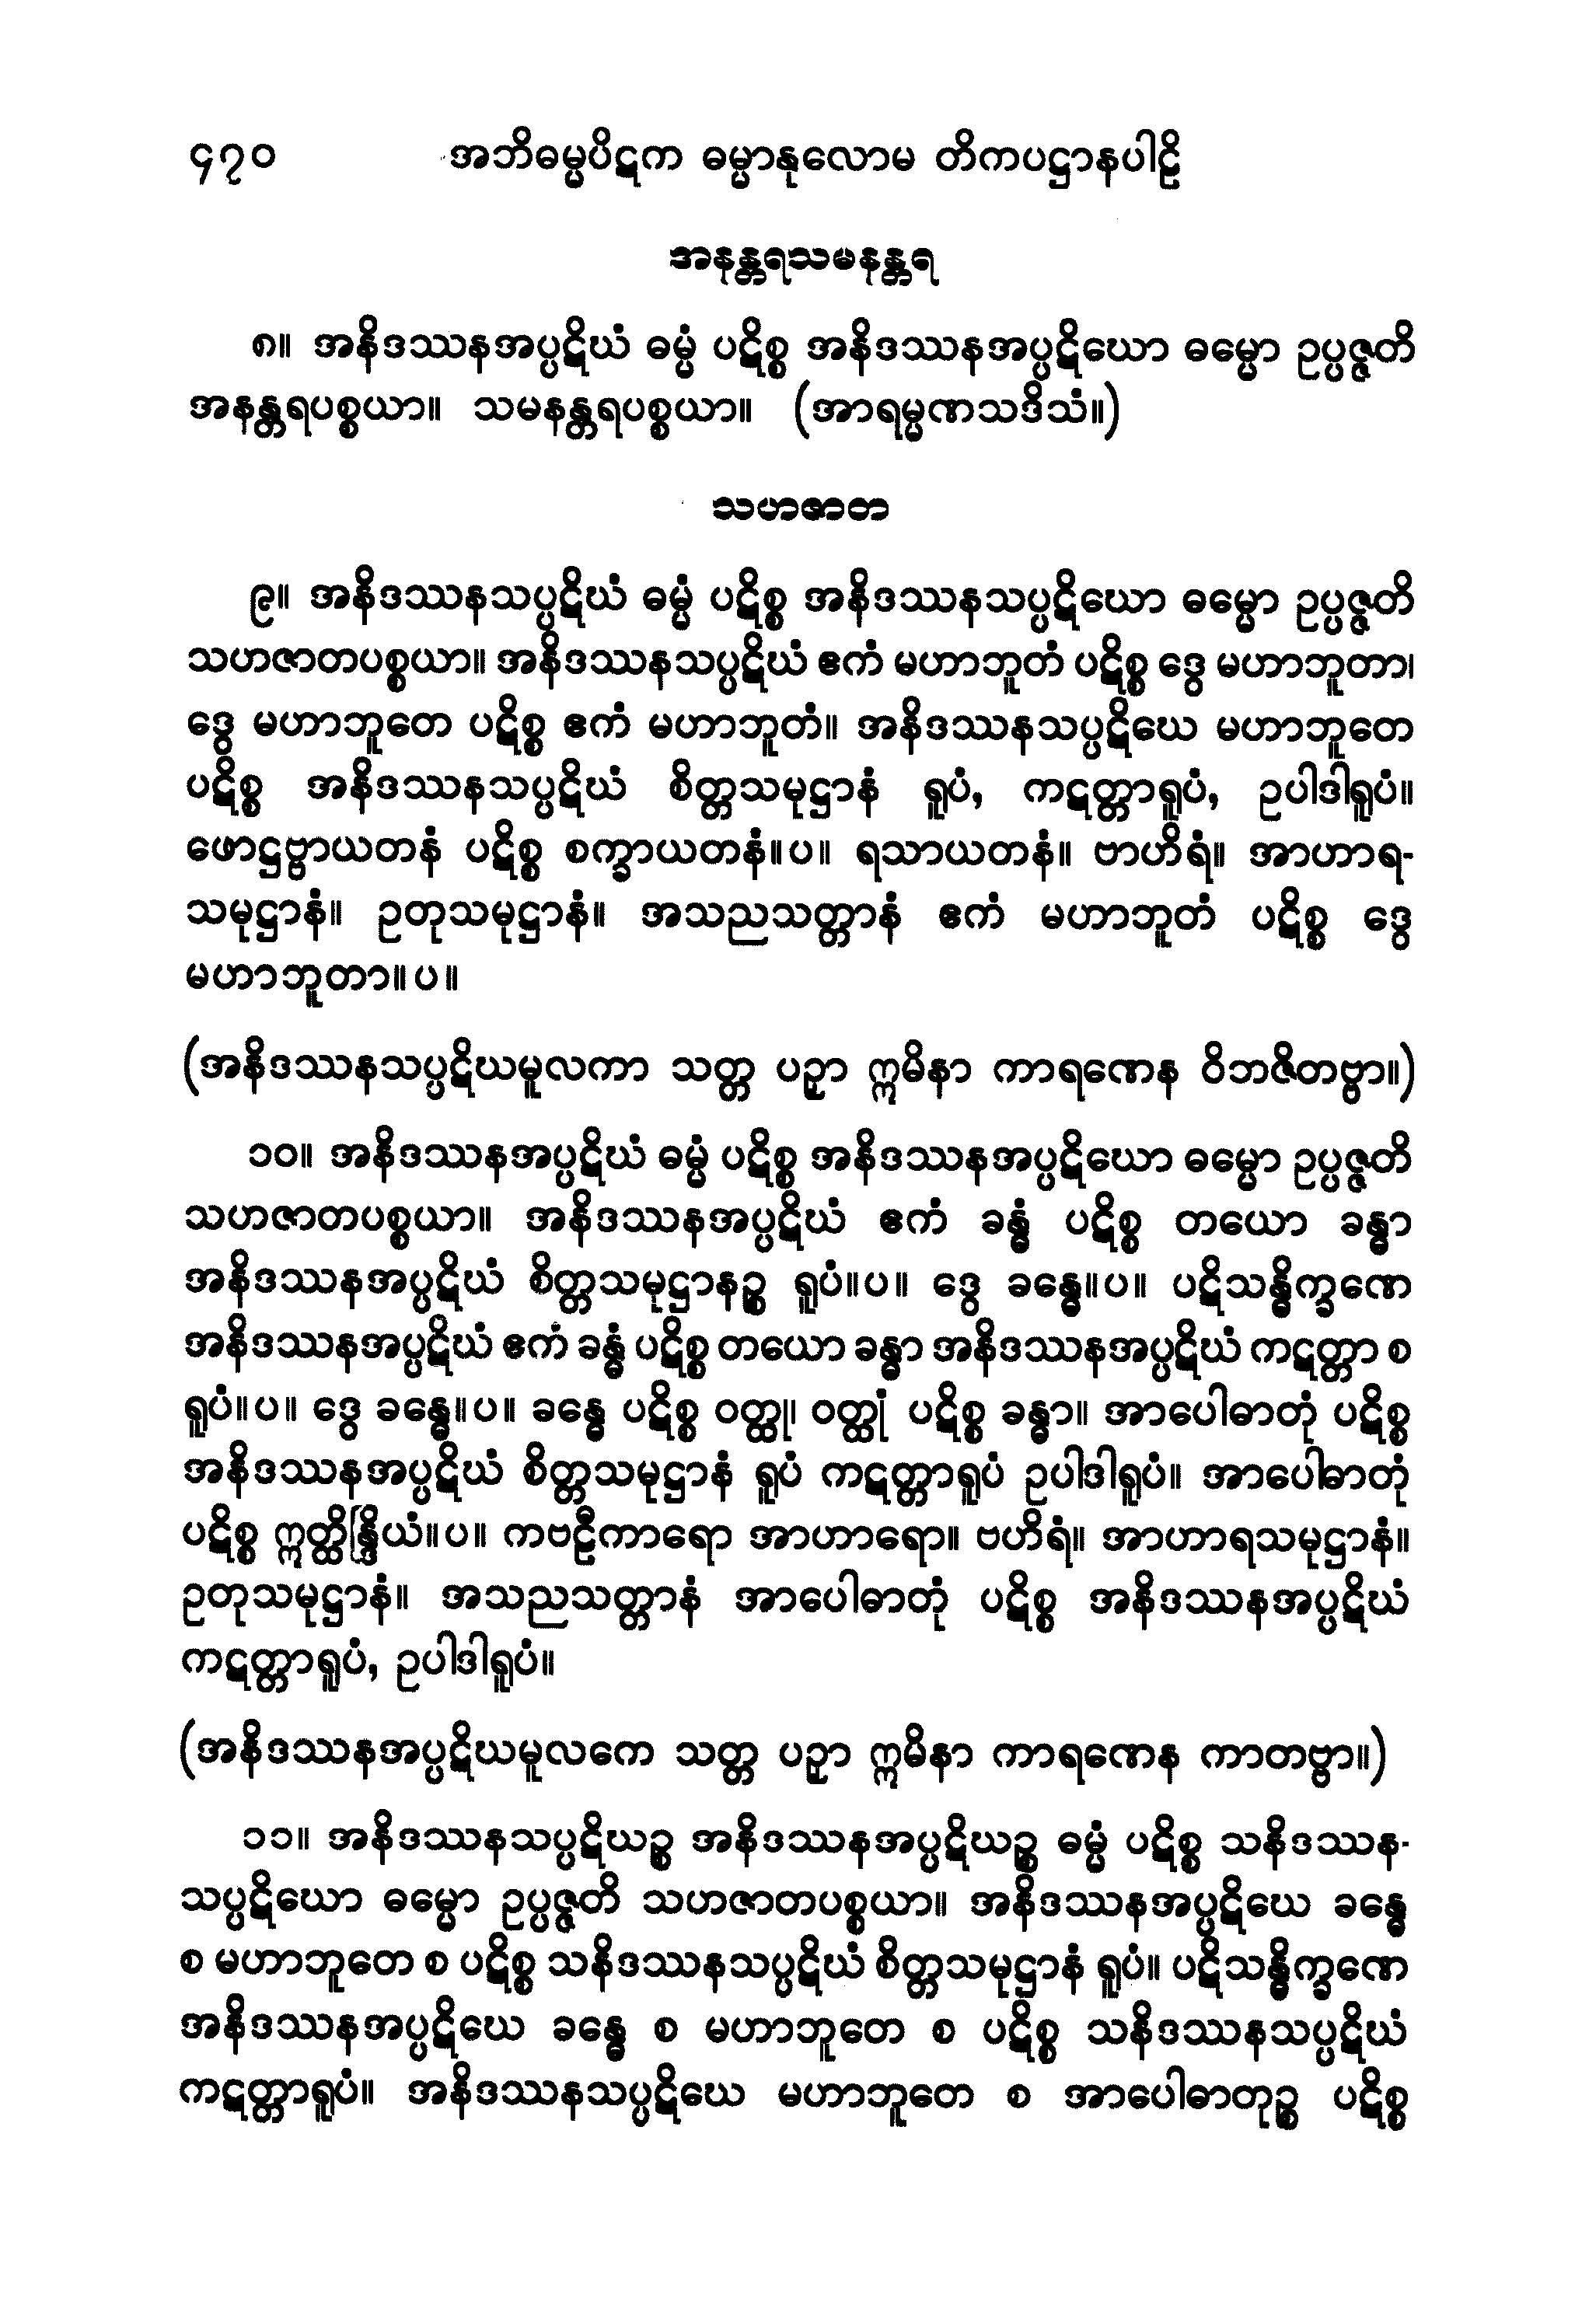 ၄၇၀ အဘိဓမ္မပိဋက ဓမ္မာနုလောမ တိကပဋ္ဌာနပါဠိ
အနန္တရသမနန္တရ
၈။ အနိဒဿနအပ္ပဋိဃံ ဓမ္မံ ပဋိစ္စ အနိဒဿနအပ္ပဋိဃော ဓမ္မော ဥပ္ပဇ္ဇတိ
အနန္တရပစ္စယာ။ သမနန္တရပစ္စယာ။ (အာရမ္မဏသဒိသံ။)
သဟဇာတ
၉။ အနိဒဿနသပ္ပဋိဃံ ဓမ္မံ ပဋိစ္စ အနိဒဿနသပ္ပဋိဃော ဓမ္မော ဥပ္ပဇ္ဇတိ
သဟဇာတပစ္စယာ။ အနိဒဿနသပ္ပဋိဃံ ဧကံ မဟာဘူတံ ပဋိစ္စ ဒွေ မဟာဘူတာ၊
ဒွေ မဟာဘူတေ ပဋိစ္စ ဧကံ မဟာဘူတံ။ အနိဒဿနသပ္ပဋိဃေ မဟာဘူတေ
ပဋိစ္စ အနိဒဿနသပ္ပဋိဃံ စိတ္တသမုဋ္ဌာနံ ရူပံ, ကဋတ္တာရူပံ, ဥပါဒါရူပံ။
ဖောဋ္ဌဗ္ဗာယတနံ ပဋိစ္စ စက္ခာယတနံ။ပ။ ရသာယတနံ။ ဗာဟိရံ။ အာဟာရ-
သမုဋ္ဌာနံ။ ဥတုသမုဋ္ဌာနံ။ အသညသတ္တာနံ ဧကံ မဟာဘူတံ ပဋိစ္စ ဒွေ
မဟာဘူတာ။ပ။
(အနိဒဿနသပ္ပဋိဃမူလကာ သတ္တ ပဉှာ ဣမိနာ ကာရဏေန ဝိဘဇိတဗ္ဗာ။)
၁၀။ အနိဒဿနအပ္ပဋိဃံ ဓမ္မံ ပဋိစ္စ အနိဒဿနအပ္ပဋိဃော ဓမ္မော ဥပ္ပဇ္ဇတိ
သဟဇာတပစ္စယာ။ အနိဒဿနအပ္ပဋိဃံ ဧကံ ခန္ဓံ ပဋိစ္စ တယော ခန္ဓာ
အနိဒဿနအပ္ပဋိဃံ စိတ္တသမုဋ္ဌာနဉ္စ ရူပံ။ပ။ ဒွေ ခန္ဓေ။ပ။ ပဋိသန္ဓိက္ခဏေ
အနိဒဿနအပ္ပဋိဃံ ဧကံ ခန္ဓံ ပဋိစ္စ တယော ခန္ဓာ အနိဒဿနအပ္ပဋိဃံ ကဋတ္တာ စ
ရူပံ။ပ။ ဒွေ ခန္ဓေ။ပ။ ခန္ဓေ ပဋိစ္စ ဝတ္ထု၊ ဝတ္ထုံ ပဋိစ္စ ခန္ဓာ။ အာပေါဓာတုံ ပဋိစ္စ
အနိဒဿနအပ္ပဋိဃံ စိတ္တသမုဋ္ဌာနံ ရူပံ ကဋတ္တာရူပံ ဥပါဒါရူပံ။ အာပေါဓာတုံ
ပဋိစ္စ ဣတ္ထိန္ဒြိယံ။ပ။ ကဗဠီကာရော အာဟာရော။ ဗဟိရံ။ အာဟာရသမုဋ္ဌာနံ။
ဥတုသမုဋ္ဌာနံ။ အသညသတ္တာနံ အာပေါဓာတုံ ပဋိစ္စ အနိဒဿနအပ္ပဋိဃံ
ကဋတ္တာရူပံ, ဥပါဒါရူပံ။
(အနိဒဿနအပ္ပဋိဃမူလကေ သတ္တ ပဉှာ ဣမိနာ ကာရဏေန ကာတဗ္ဗာ။)
၁၁။ အနိဒဿနသပ္ပဋိဃဉ္စ အနိဒဿနအပ္ပဋိဃဉ္စ ဓမ္မံ ပဋိစ္စ သနိဒဿန-
သပ္ပဋိဃော ဓမ္မော ဥပ္ပဇ္ဇတိ သဟဇာတပစ္စယာ။ အနိဒဿနအပ္ပဋိဃေ ခန္ဓေ
စ မဟာဘူတေ စ ပဋိစ္စ သနိဒဿနသပ္ပဋိဃံ စိတ္တသမုဋ္ဌာနံ ရူပံ။ ပဋိသန္ဓိက္ခဏေ
အနိဒဿနအပ္ပဋိဃေ ခန္ဓေ စ မဟာဘူတေ စ ပဋိစ္စ သနိဒဿနသပ္ပဋိဃံ
ကဋတ္တာရူပံ။ အနိဒဿနသပ္ပဋိဃေ မဟာဘူတေ စ အာပေါဓာတုဉ္စ ပဋိစ္စ